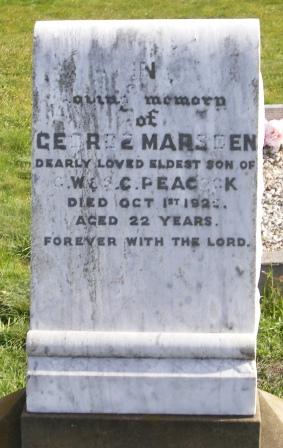 IN
loving memory
of
GEORGE MARSDEN
DEARLY LOVED ELDEST SON OF
PEACOCK
DIED OCT 1ST
AGED 22 YEARS.
FOREVER WITH THE LORD.